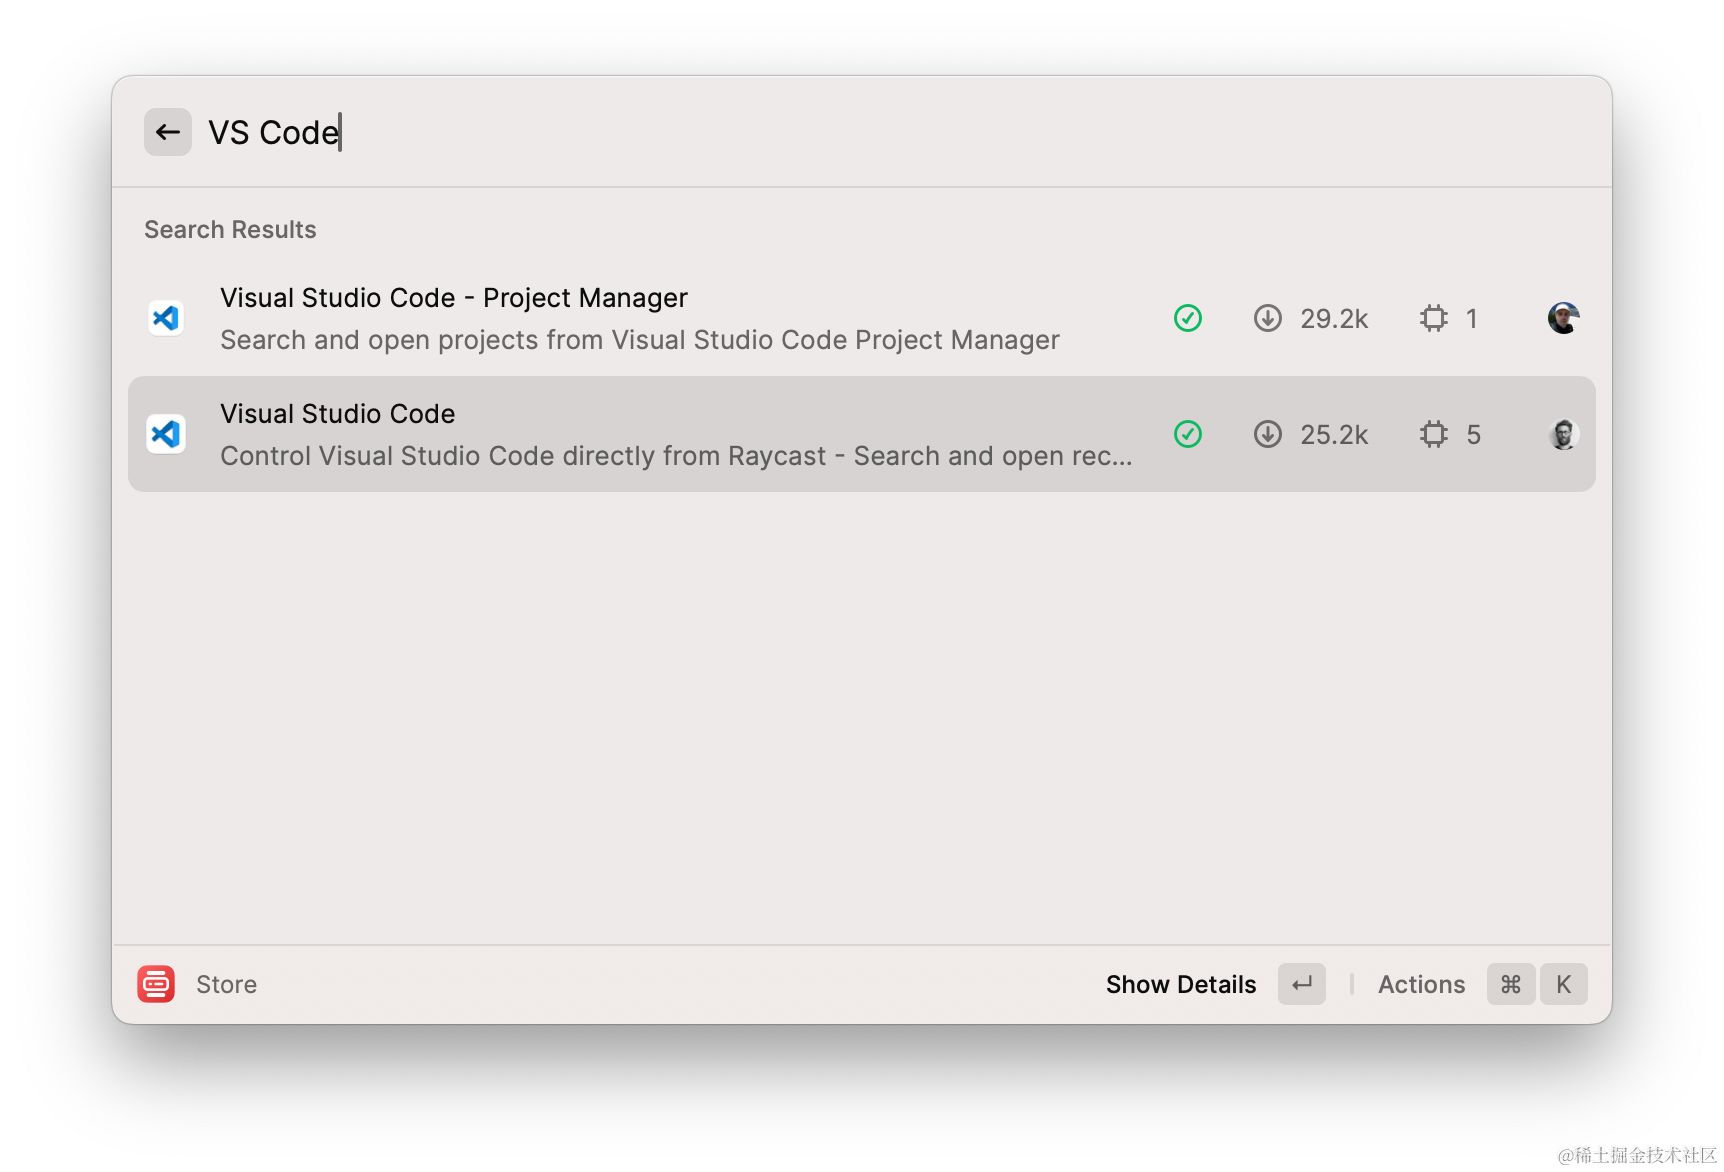 VS Code
Search Results
Visual Studio Code - Project Manager
Search and open projects from Visual Studio Code Project Manager
29.2k
1
Visual Studio Code
Control Visual Studio Code directly from Raycast - Search and open rec...
25.2k
5
Store
Show Details
Actions
⌘
K
@稀土掘金技术社区